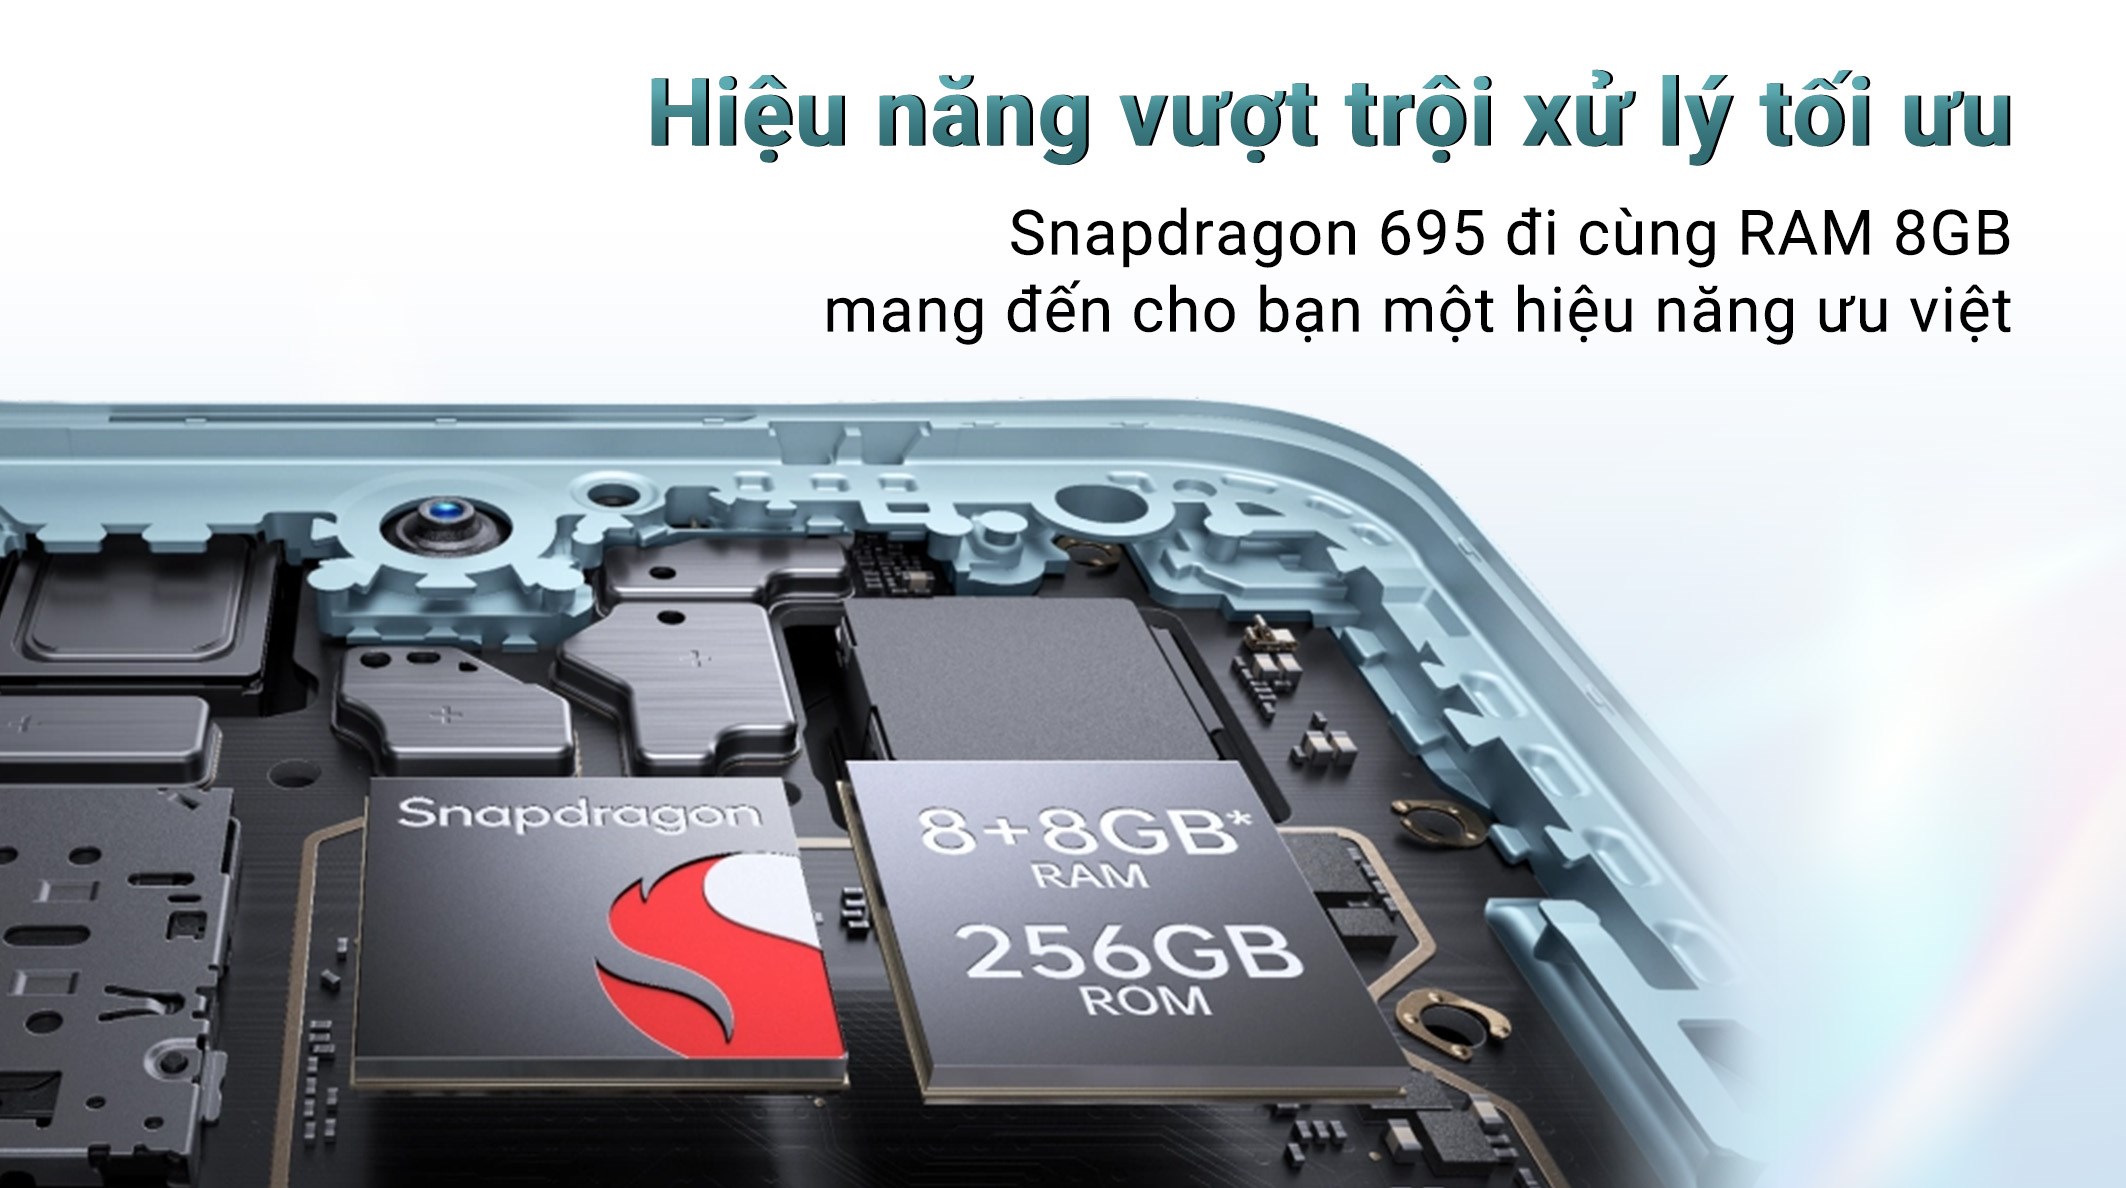 Hiệu năng vượt trội xử lý tối ưu
Snapdragon 695 đi cùng RAM 8GB
mang đến cho bạn một hiệu năng ưu việt
Snapdragon
8+8GB*
RAM
256GB
ROM